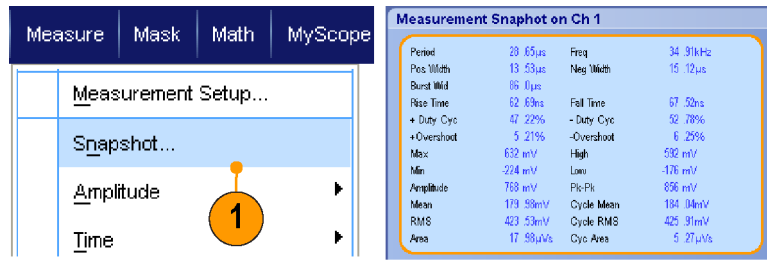 Measure Mask Math MyScope
Measurement Setup...
Snapshot...
Amplitude
1
Time
Measurement Snaphot on Ch 1
Period 28 .65µs Freq 34 .91kHz
Pos Width 13 .53µs Neg Width 15 .12µs
Burst Wid 86 .0µs
Rise Time 62 .69ns Fall Time 67 .52ns
+ Duty Cyc 47 .22% - Duty Cyc 52 .78%
+Overshoot 5 .21% -Overshoot 6 .25%
Max 632 mV High 592 mV
Min -224 mV Low -176 mV
Amplitude 768 mV Pk-Pk 856 mV
Mean 179 .98mV Cycle Mean 184 .04mV
RMS 423 .53mV Cycle RMS 425 .91mV
Area 17 .98µVs Cyc Area 5 .27µVs